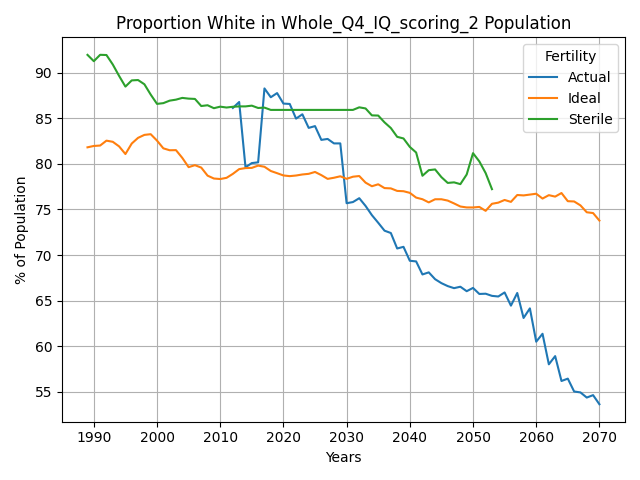 Proportion White in Whole_Q4_IQ_scoring_2 Population
Fertility
Actual
Ideal
Sterile
% of Population
90
85
80
75
70
65
60
55
1990 2000 2010 2020 2030 2040 2050 2060 2070
Years